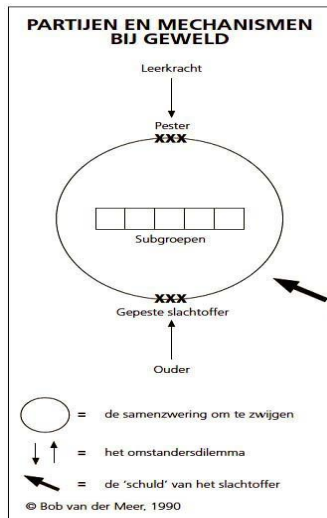 PARTIJEN EN MECHANISMEN
BIJ GEWELD
Leerkracht
Pester
xxx
Subgroepen
xxx
Gepeste slachtoffer
Ouder
= de samenzwering om te zwijgen
= het omstandersdilemma
= de 'schuld' van het slachtoffer
© Bob van der Meer, 1990